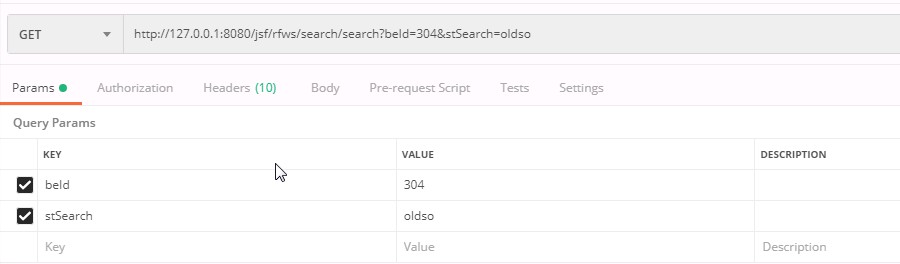 GET http://127.0.0.1:8080/jsf/rfws/search/search?beId=304&stSearch=oldso
Params Authorization Headers (10) Body Pre-request Script Tests Settings
Query Params
KEY VALUE DESCRIPTION
beId 304
stSearch oldso
Key Value Description